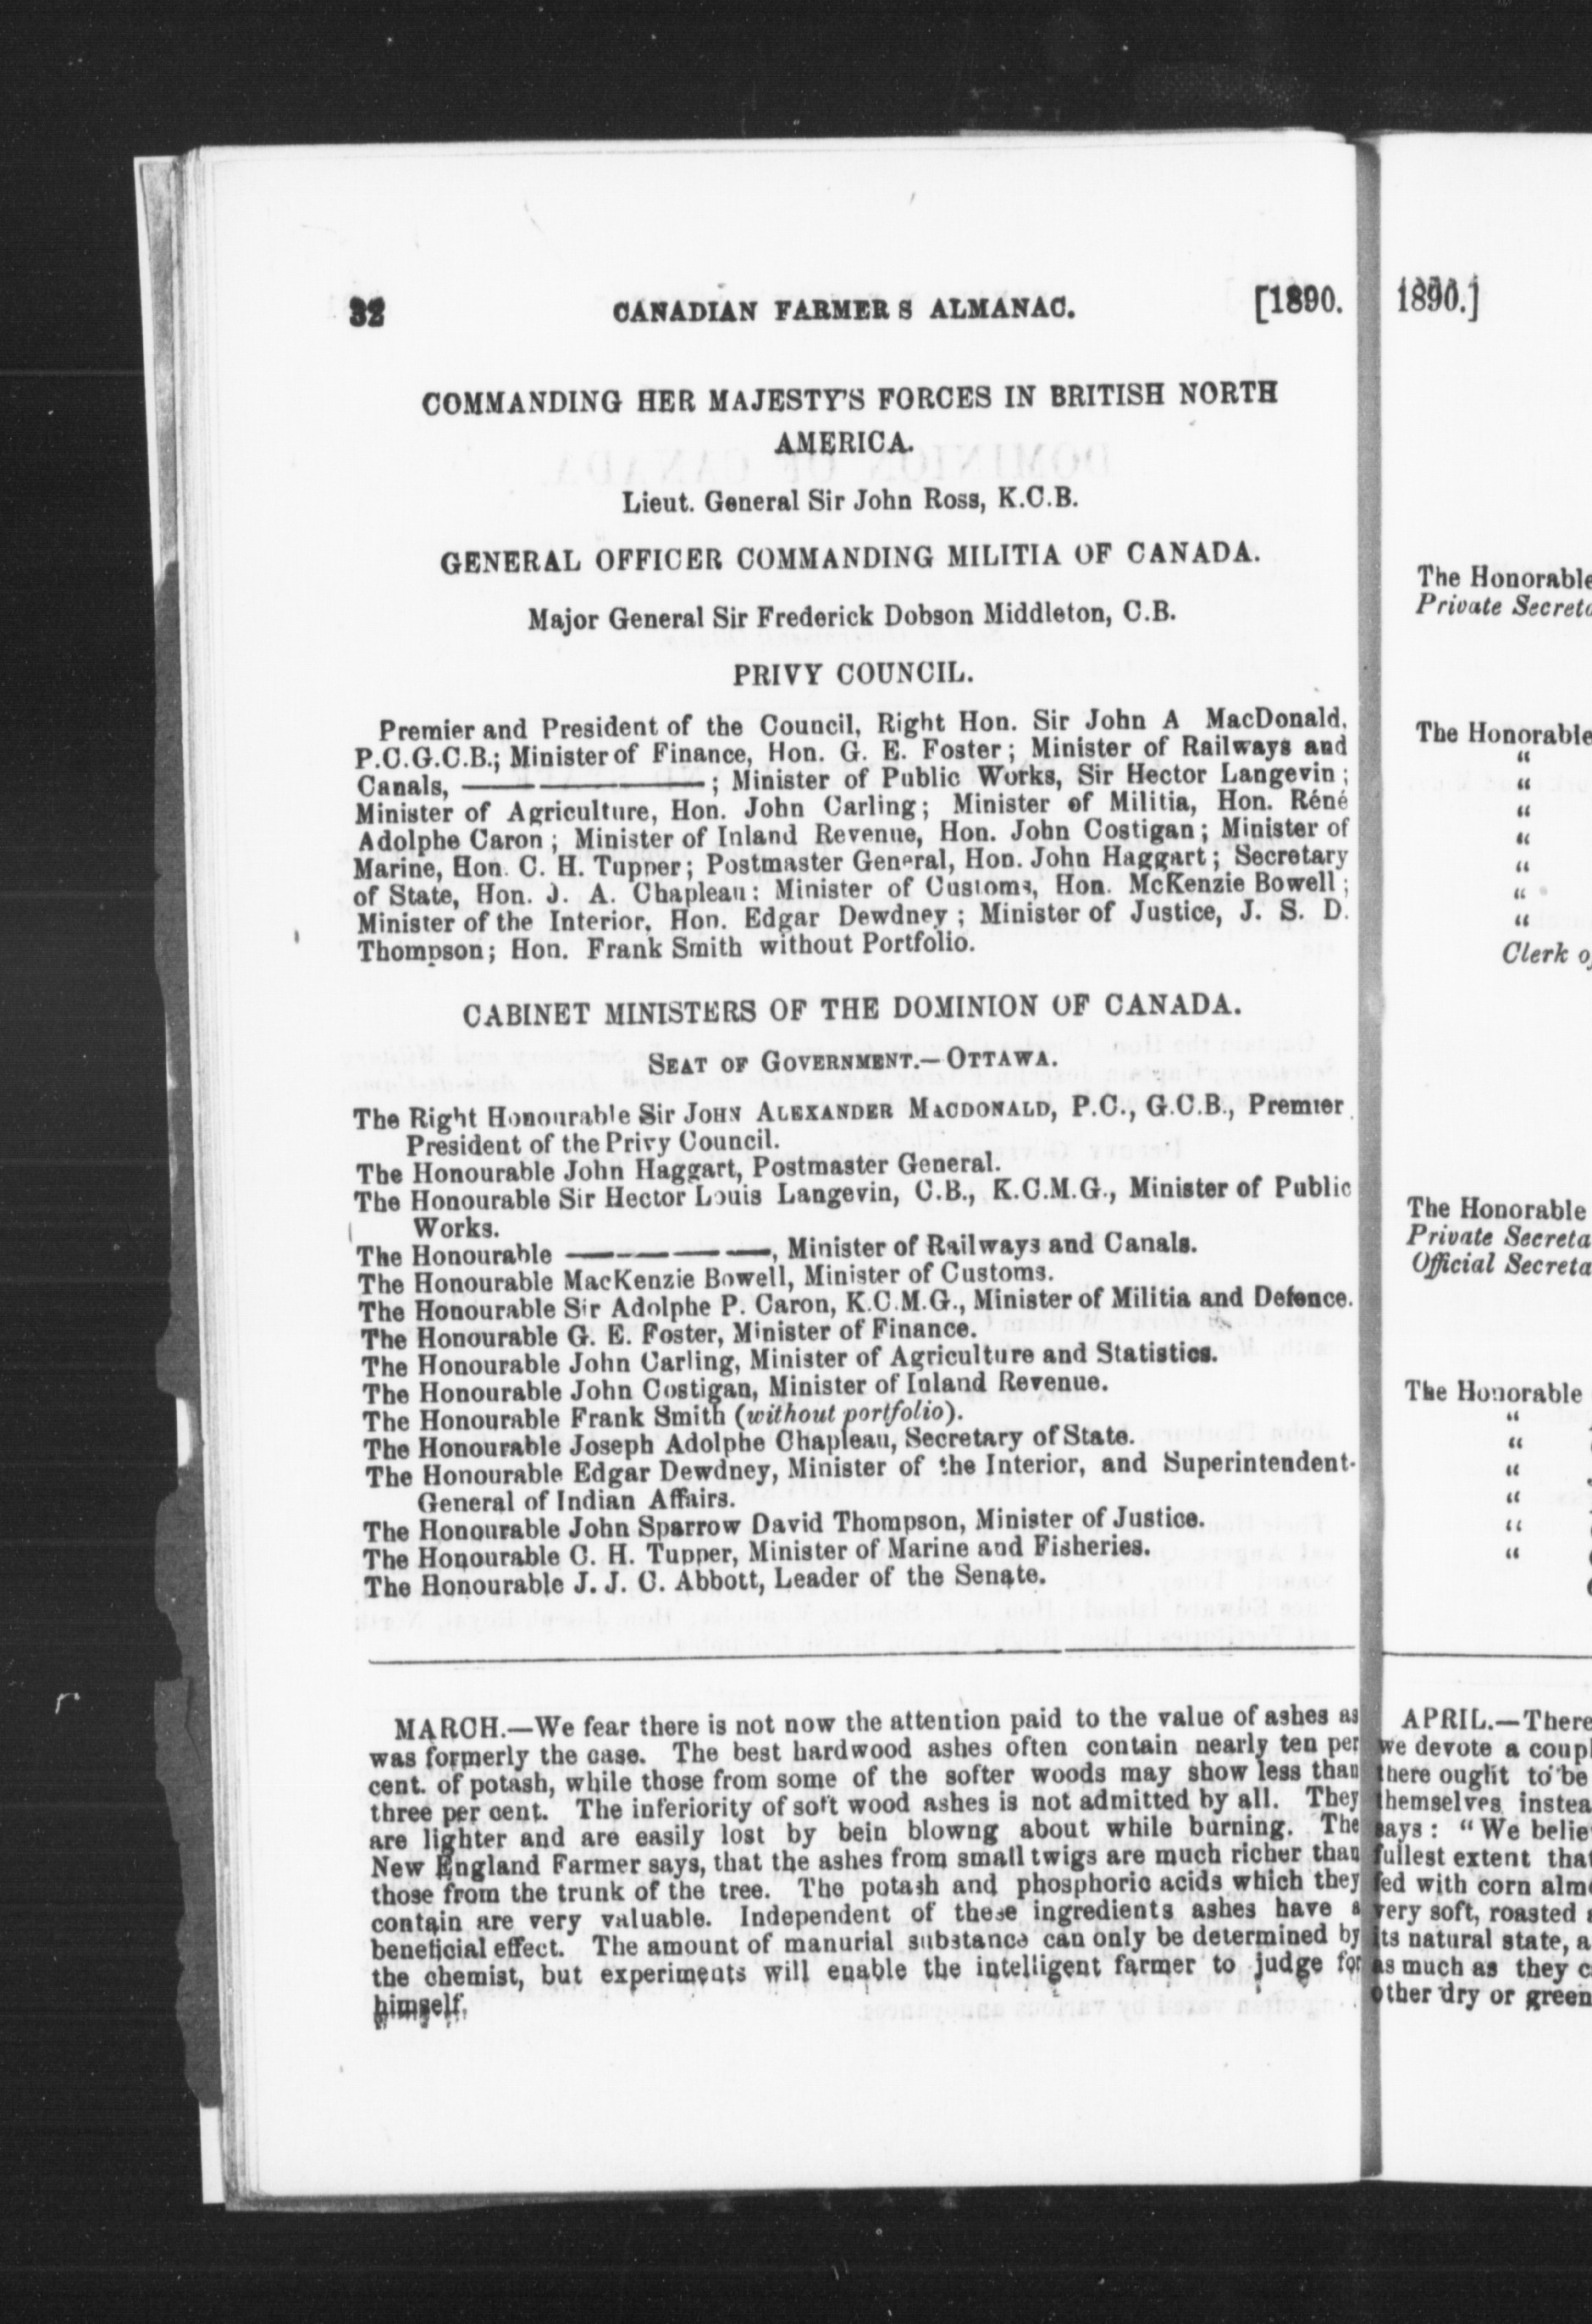 32 CANADIAN FARMER S ALMANAC. [1890.
COMMANDING HER MAJESTY'S FORCES IN BRITISH NORTH
AMERICA.
Lieut. General Sir John Ross, K.C.B.
GENERAL OFFICER COMMANDING MILITIA OF CANADA.
Major General Sir Frederick Dobson Middleton, C.B.
PRIVY COUNCIL.
Premier and President of the Council, Right Hon. Sir John A MacDonald,
P.C.G.C.B.; Minister of Finance, Hon. G. E. Foster; Minister of Railways and
Canals, ————————; Minister of Public Works, Sir Hector Langevin;
Minister of Agriculture, Hon. John Carling; Minister of Militia, Hon. Réné
Adolphe Caron; Minister of Inland Revenue, Hon. John Costigan; Minister of
Marine, Hon. C. H. Tupper; Postmaster General, Hon. John Haggart; Secretary
of State, Hon. J. A. Chapleau: Minister of Customs, Hon. McKenzie Bowell;
Minister of the Interior, Hon. Edgar Dewdney; Minister of Justice, J. S. D.
Thompson; Hon. Frank Smith without Portfolio.
CABINET MINISTERS OF THE DOMINION OF CANADA.
SEAT OF GOVERNMENT.—OTTAWA.
The Right Honourable Sir JOHN ALEXANDER MACDONALD, P.C., G.C.B., Premier
President of the Privy Council.
The Honourable John Haggart, Postmaster General.
The Honourable Sir Hector Louis Langevin, C.B., K.C.M.G., Minister of Public
Works.
The Honourable —————, Minister of Railways and Canals.
The Honourable MacKenzie Bowell, Minister of Customs.
The Honourable Sir Adolphe P. Caron, K.C.M.G., Minister of Militia and Defence.
The Honourable G. E. Foster, Minister of Finance.
The Honourable John Carling, Minister of Agriculture and Statistics.
The Honourable John Costigan, Minister of Inland Revenue.
The Honourable Frank Smith (without portfolio).
The Honourable Joseph Adolphe Chapleau, Secretary of State.
The Honourable Edgar Dewdney, Minister of the Interior, and Superintendent-
General of Indian Affairs.
The Honourable John Sparrow David Thompson, Minister of Justice.
The Honourable C. H. Tupper, Minister of Marine and Fisheries.
The Honourable J. J. C. Abbott, Leader of the Senate.
MARCH.—We fear there is not now the attention paid to the value of ashes as
was formerly the case. The best hardwood ashes often contain nearly ten per
cent. of potash, while those from some of the softer woods may show less than
three per cent. The inferiority of soft wood ashes is not admitted by all. They
are lighter and are easily lost by bein blowng about while burning. The
New England Farmer says, that the ashes from small twigs are much richer than
those from the trunk of the tree. The potash and phosphoric acids which they
contain are very valuable. Independent of these ingredients ashes have a
beneficial effect. The amount of manurial substance can only be determined by
the chemist, but experiments will enable the intelligent farmer to judge for
himself.
1890.]
The Honorable
Private
The Honorable
"
"
"
"
"
"
"
Clerk
The Honorable
Private
Official
The Honorable
"
"
"
"
"
"
APRIL.—There
we devote a
there ought to be
themselves
says: "We
fullest extent
fed with corn
very soft, roasted
its natural state, a
as much as they
other dry or green